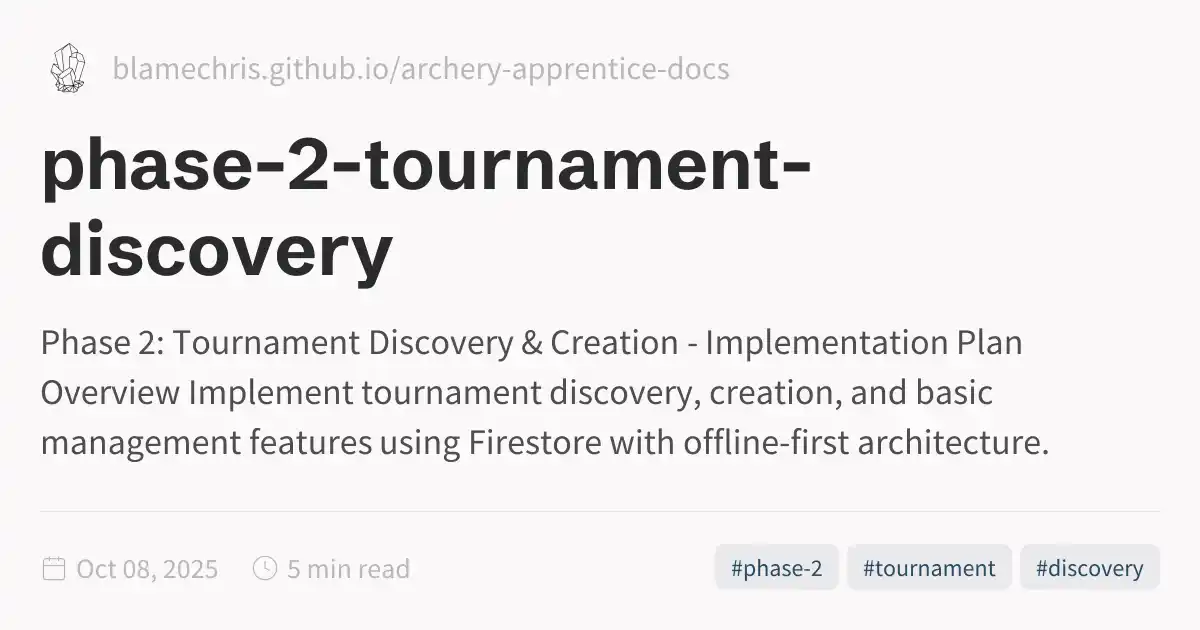 blamechris.github.io/archery-apprentice-docs
phase-2-tournament-
discovery
Phase 2: Tournament Discovery & Creation - Implementation Plan
Overview Implement tournament discovery, creation, and basic
management features using Firestore with offline-first architecture.
Oct 08, 2025 5 min read #phase-2 #tournament #discovery